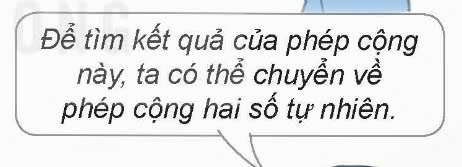 Để tìm kết quả của phép cộng
này, ta có thể chuyển về
phép cộng hai số tự nhiên.